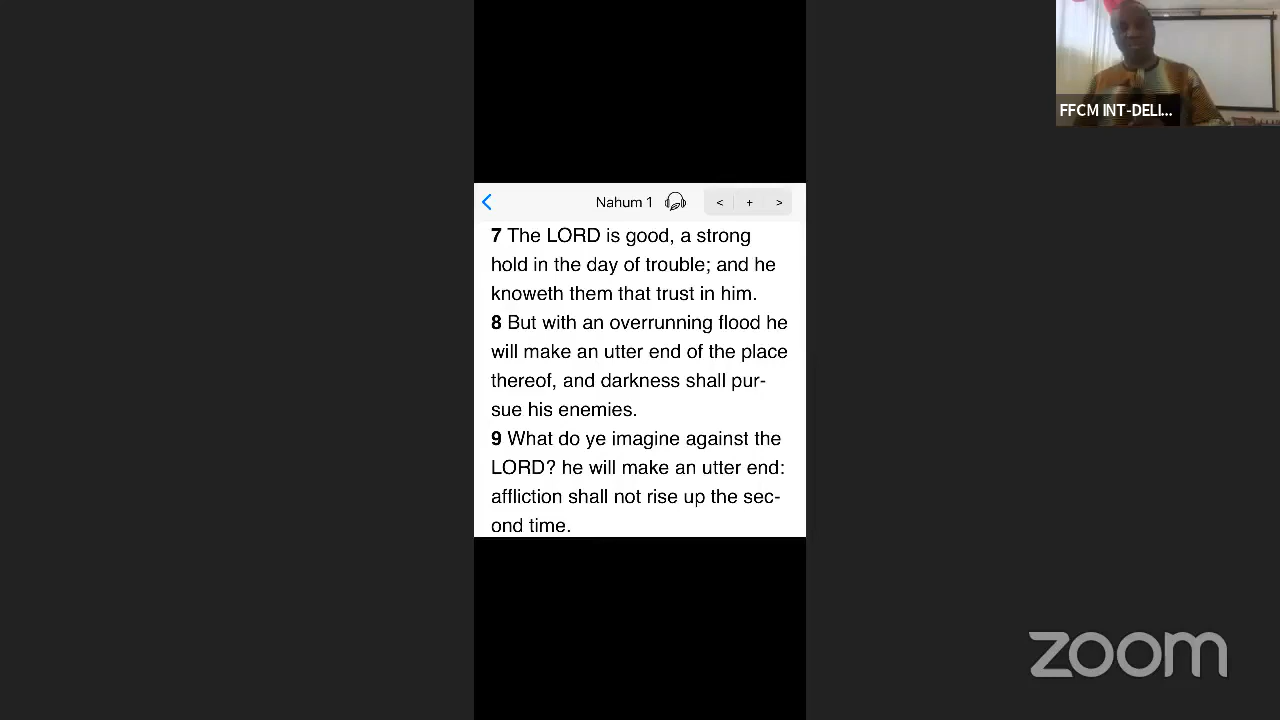 FFCM INT-DELI...
Nahum 1
< + >
7 The LORD is good, a strong
hold in the day of trouble; and he
knoweth them that trust in him.
8 But with an overrunning flood he
will make an utter end of the place
thereof, and darkness shall pur-
sue his enemies.
9 What do ye imagine against the
LORD? he will make an utter end:
affliction shall not rise up the sec-
ond time.
zoom